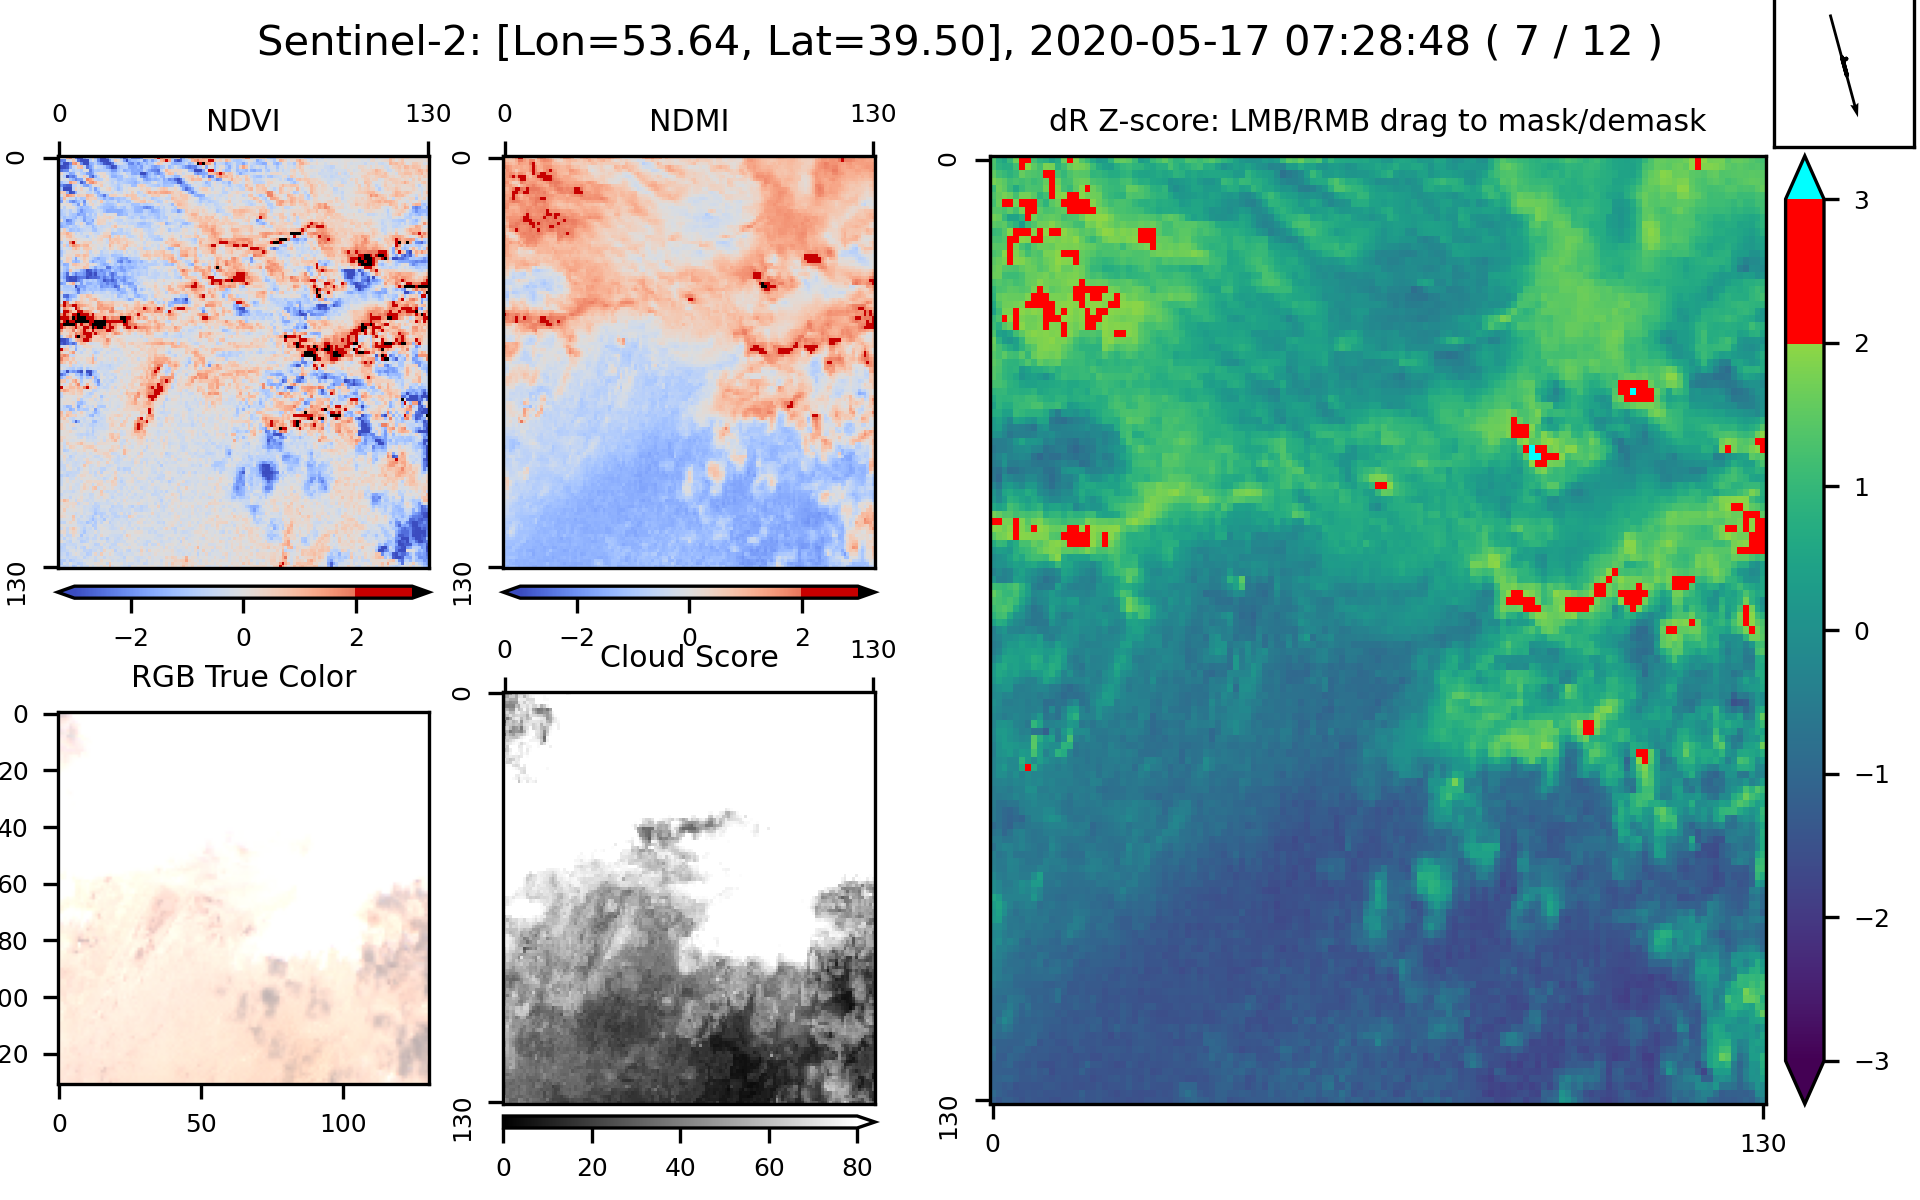 Sentinel-2: [Lon=53.64, Lat=39.50], 2020-05-17 07:28:48 ( 7 / 12 )
0 130
NDVI
0
130
−2 0 2
0 130
NDMI
0
130
−2 0 2
dR Z-score: LMB/RMB drag to mask/demask
0
130
0 130
3
2
1
0
−1
−2
−3
RGB True Color
0
20
40
60
80
00
20
0 50 100
0 130
Cloud Score
0
130
0 20 40 60 80